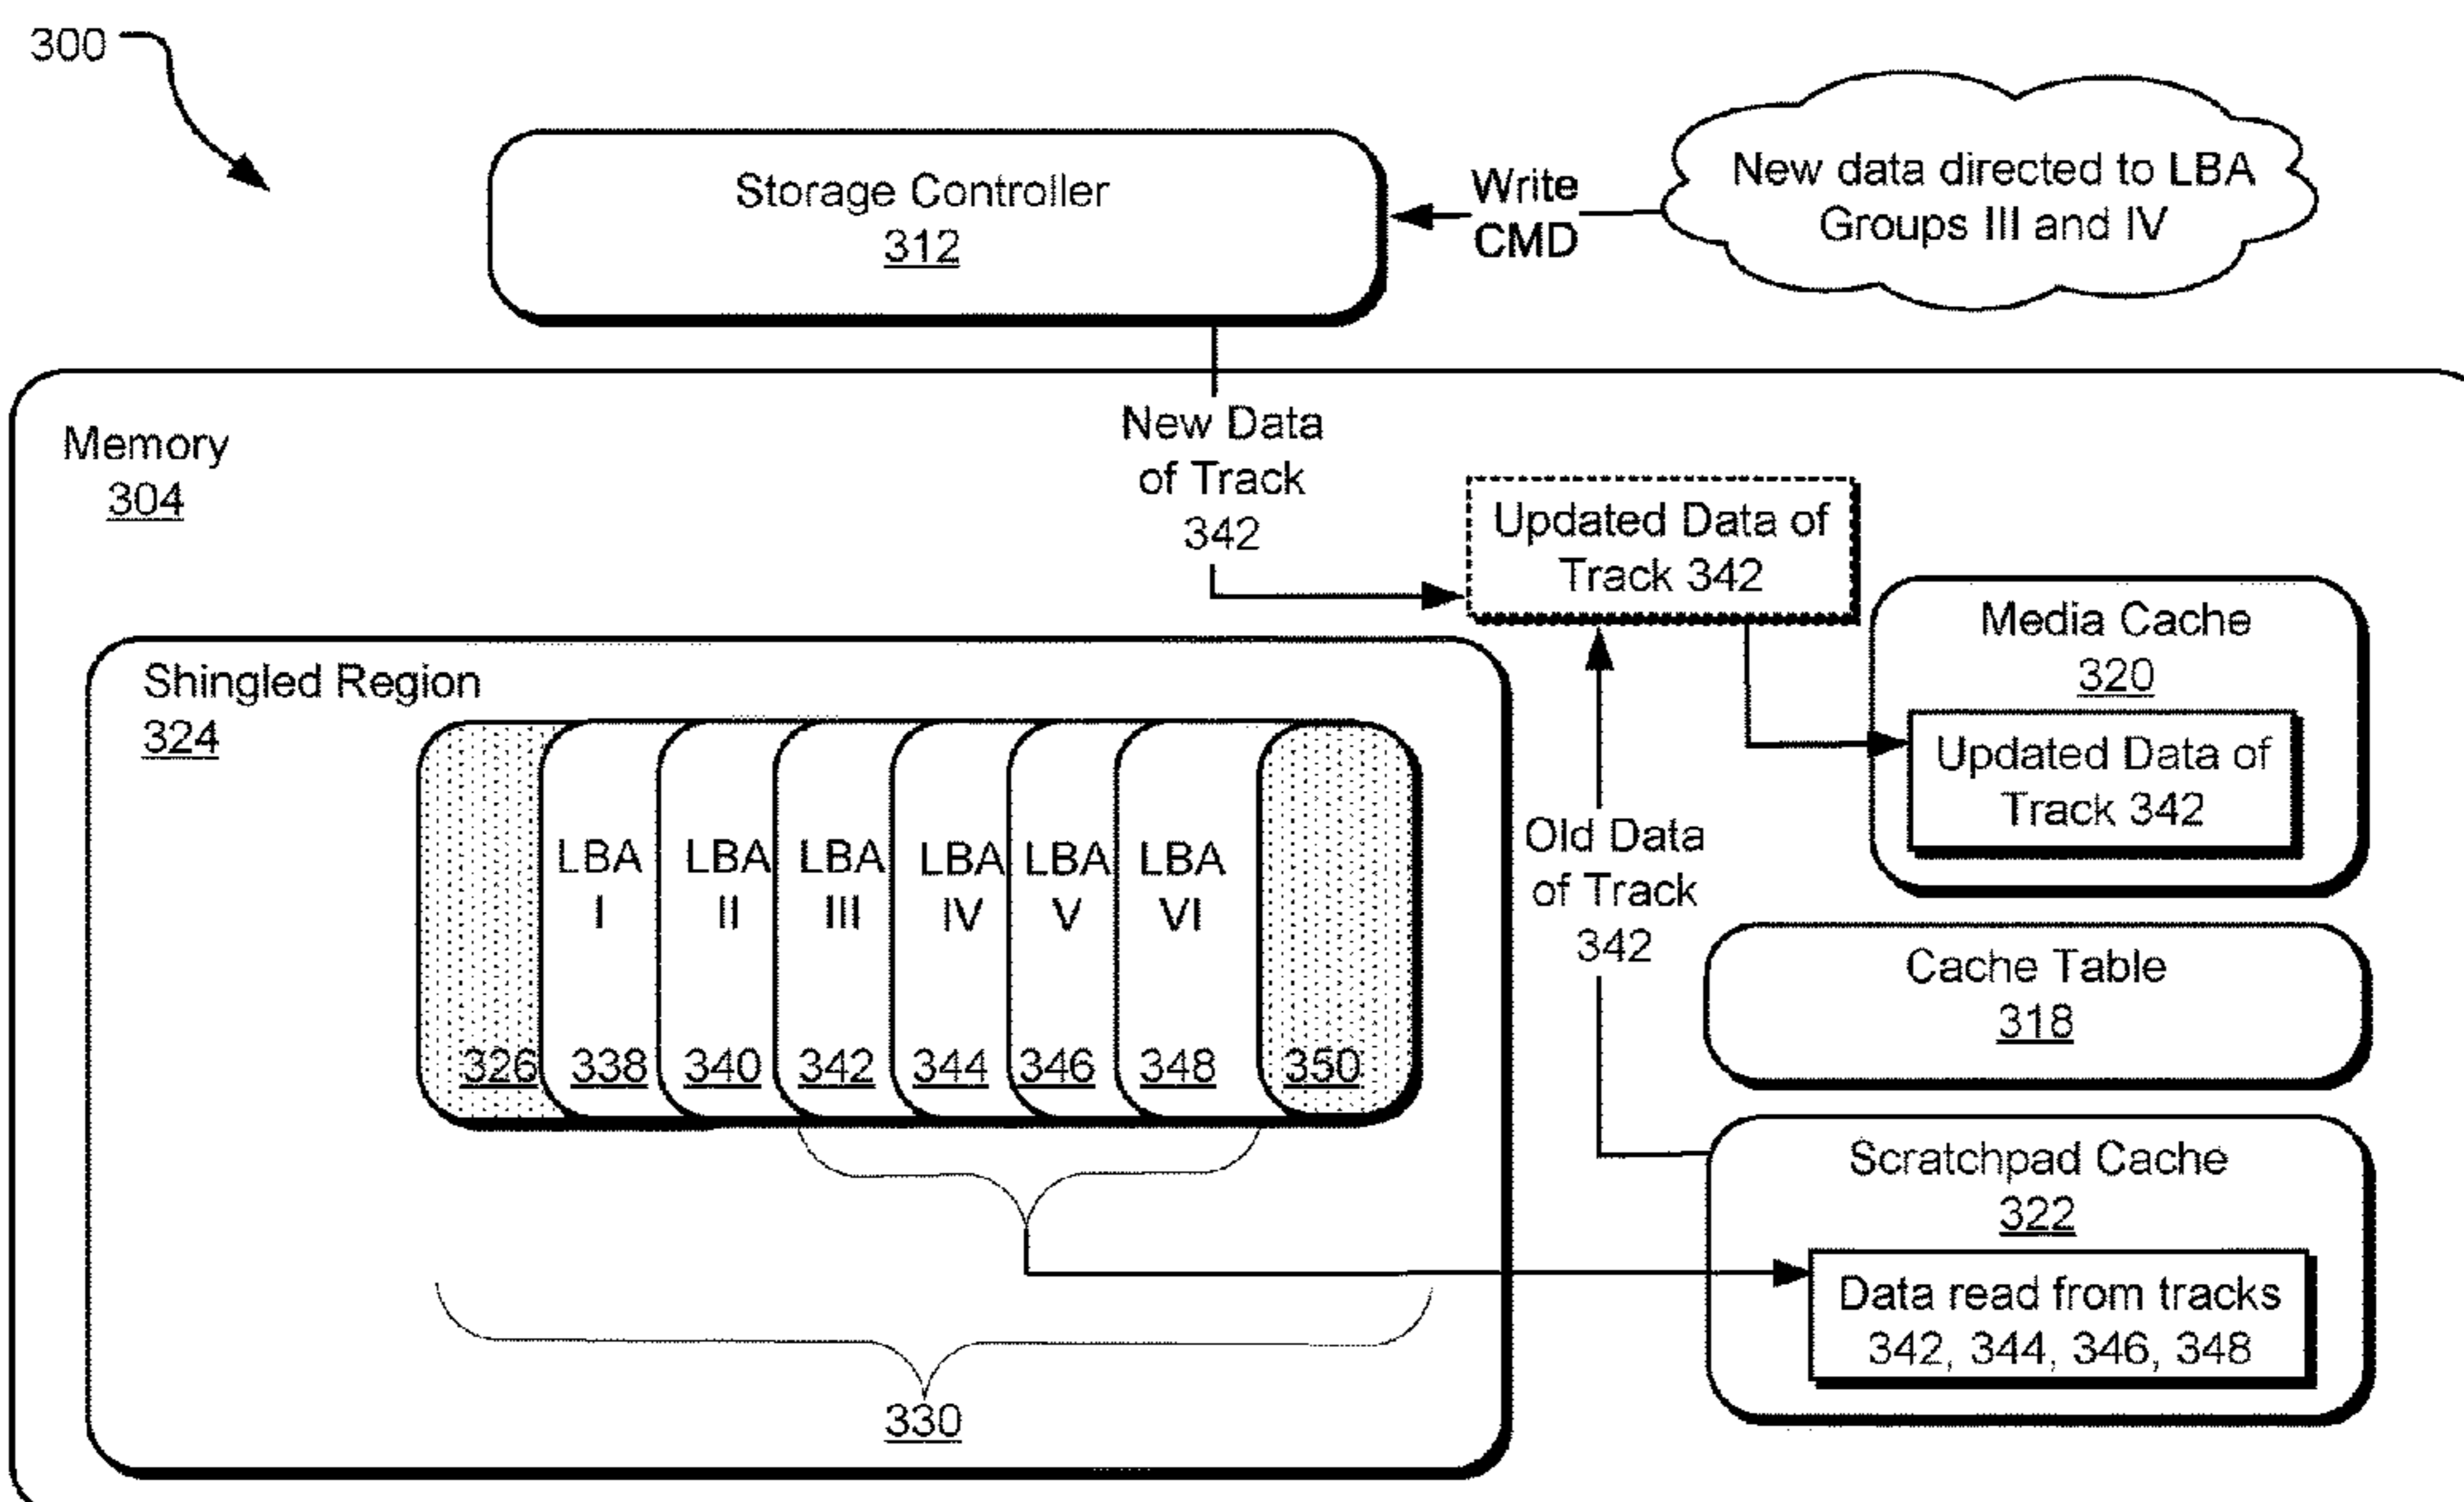 300
Storage Controller
312
Write
CMD
New data directed to LBA
Groups III and IV
Memory
304
New Data
of Track
342
Updated Data of
Track 342
Media Cache
320
Updated Data of
Track 342
Shingled Region
324
LBA
I
LBA
II
LBA
III
LBA
IV
LBA
V
LBA
VI
326
338
340
342
344
346
348
350
330
Old Data
of Track
342
Cache Table
318
Scratchpad Cache
322
Data read from tracks
342, 344, 346, 348